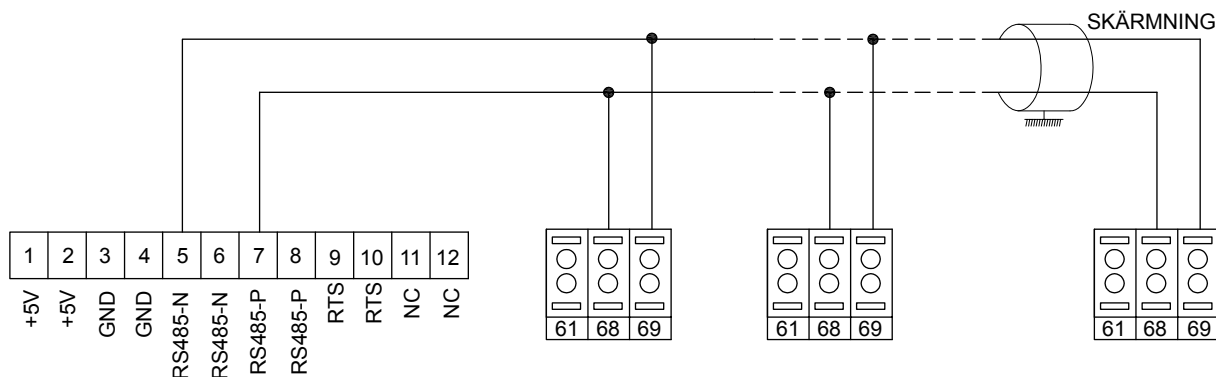 SKÄRMNING
1 2 3 4 5 6 7 8 9 10 11 12
+5V
+5V
GND
GND
RS485-N
RS485-N
RS485-P
RS485-P
RTS
RTS
NC
NC
61 68 69
61 68 69
61 68 69